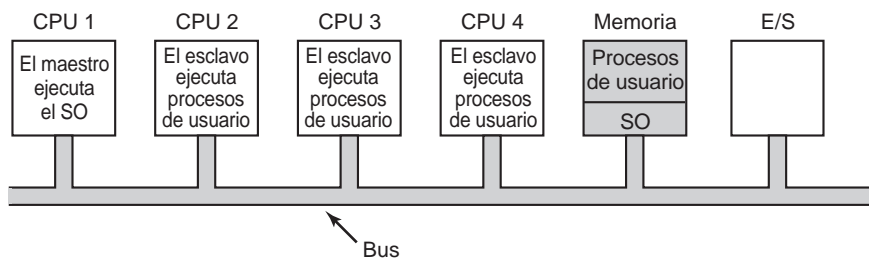 CPU 1
CPU 2
CPU 3
CPU 4
Memoria
E/S
El maestro
ejecuta
el SO
El esclavo
ejecuta
procesos
de usuario
El esclavo
ejecuta
procesos
de usuario
El esclavo
ejecuta
procesos
de usuario
Procesos
de usuario
SO
Bus